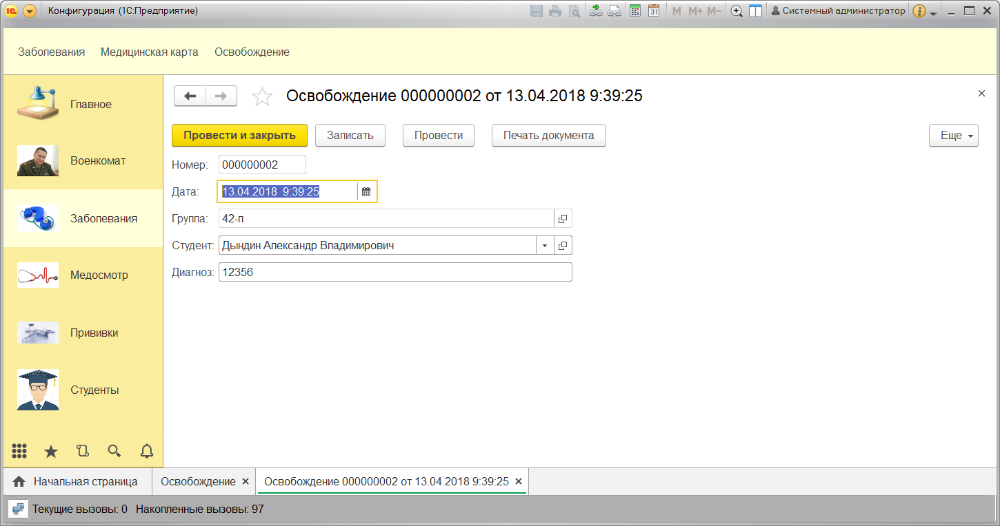 Конфигурация (1С:Предприятие)
31 M M+ M− Системный администратор
Заболевания Медицинская карта Освобождение
Главное
Военкомат
Заболевания
Медосмотр
Прививки
Студенты
Освобождение 000000002 от 13.04.2018 9:39:25
Провести и закрыть Записать Провести Печать документа Еще
Номер: 000000002
Дата: 13.04.2018 9:39:25
Группа: 42-п
Студент: Дындин Александр Владимирович
Диагноз: 12356
Начальная страница Освобождение Освобождение 000000002 от 13.04.2018 9:39:25
Текущие вызовы: 0 Накопленные вызовы: 97